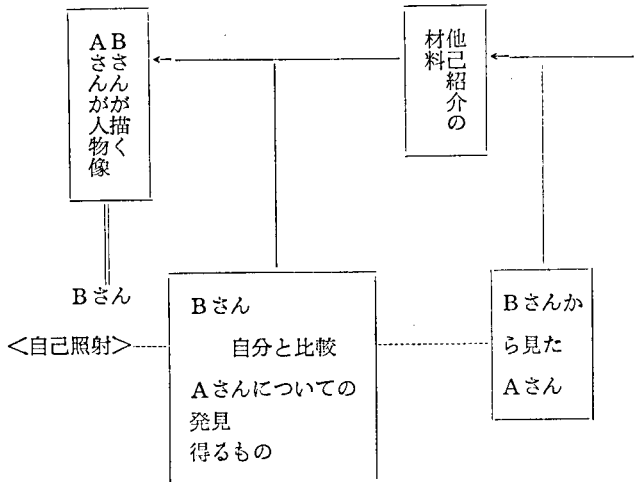 他己紹介の
材料
Bさんが描く
Aさんが人物像
Bさん
<自己照射>
Bさん
自分と比較
Aさんについての
発見
得るもの
Bさんか
ら見た
Aさん